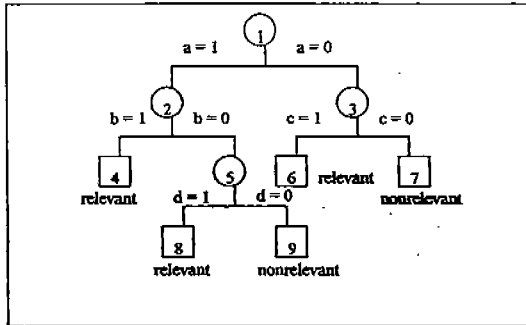 1
a = 1 a = 0
2 3
b = 1 b = 0 c = 1 c = 0
4 5 6 relevant 7
relevant d = 1 d = 0 nonrelevant
8 9
relevant nonrelevant